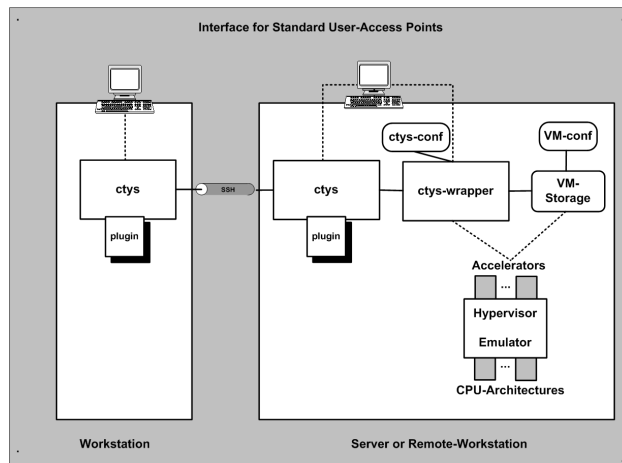 Interface for Standard User-Access Points
ctys-conf
VM-conf
ctys
SSH
ctys
ctys-wrapper
VM-
Storage
plugin
plugin
Accelerators
...
Hypervisor
Emulator
...
CPU-Architectures
Workstation
Server or Remote-Workstation